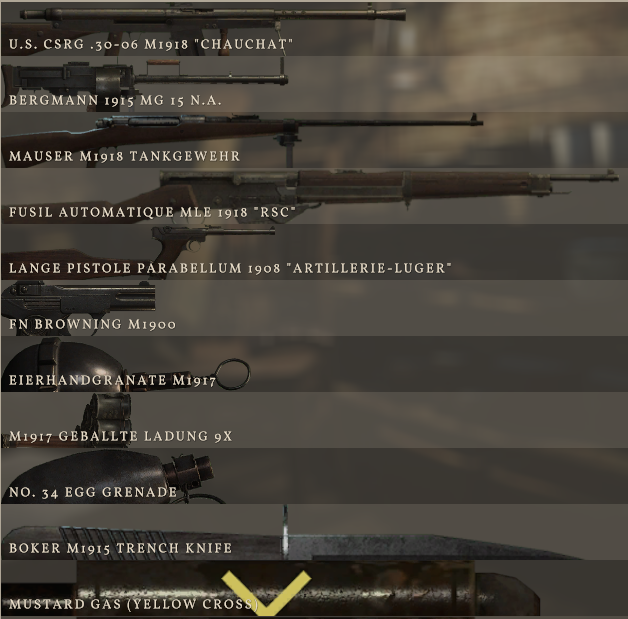 U.S. CSRG .30-06 M1918 "CHAUCHAT"
BERGMANN 1915 MG 15 N.A.
MAUSER M1918 TANKGEWEHR
FUSIL AUTOMATIQUE MLE 1918 "RSC"
LANGE PISTOLE PARABELLUM 1908 "ARTILLERIE-LUGER"
FN BROWNING M1900
EIERHANDGRANATE M1917
M1917 GEBALLTE LADUNG 9X
NO. 34 EGG GRENADE
BOKER M1915 TRENCH KNIFE
MUSTARD GAS (YELLOW CROSS)